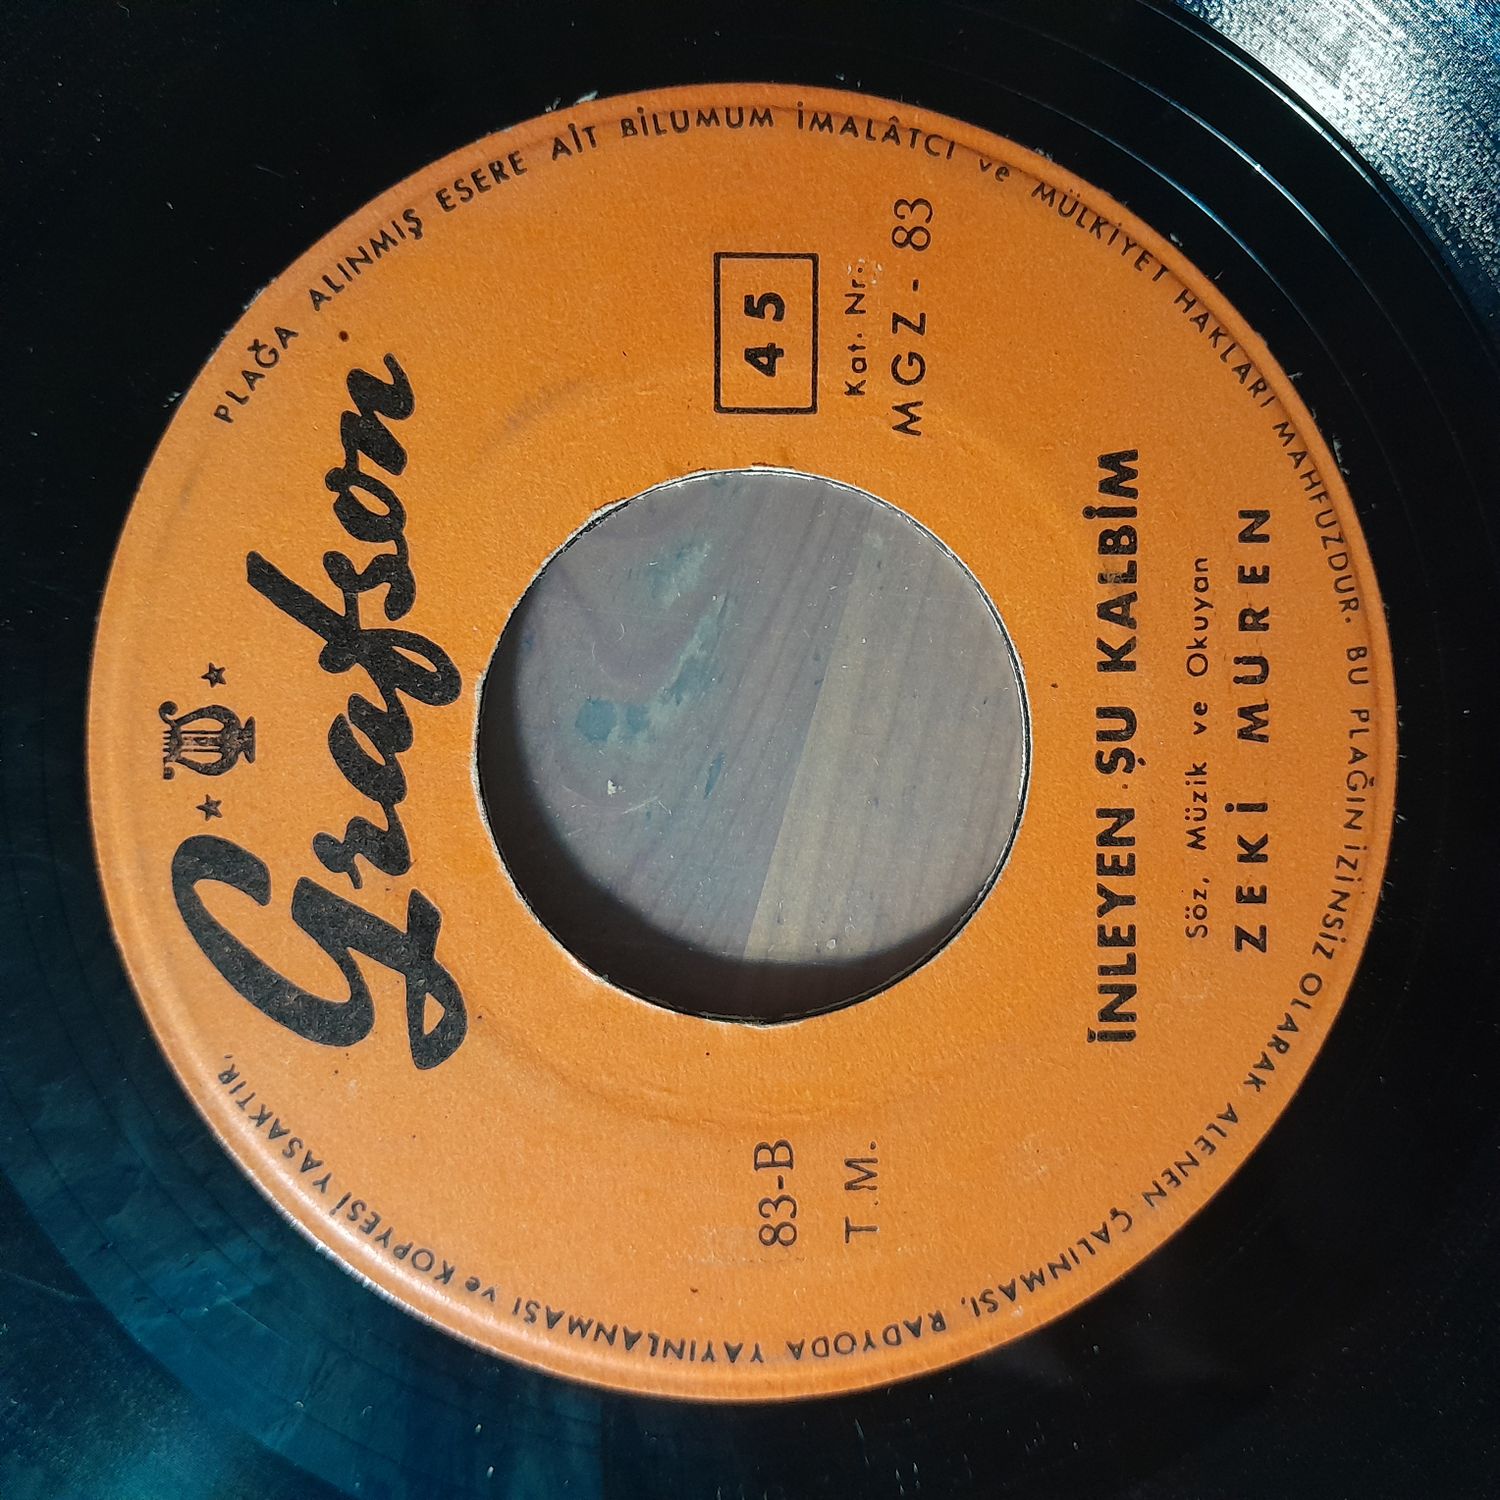 PLAĞA ALINMIŞ ESERE AİT BİLUMUM İMALÂTCI ve MÜLKİYET HAKLARI MAHFUZDUR. BU PLAĞIN İZİNSİZ OLARAK ALENEN ÇALINMASI, RADYODA YAYINLANMASI ve KOPYESİ YASAKTIR,
Grafson
83-B
T.M.
45
Kat. Nr.
MGZ - 83
İNLEYEN ŞU KALBİM
Söz, Müzik ve Okuyan
ZEKİ MUREN